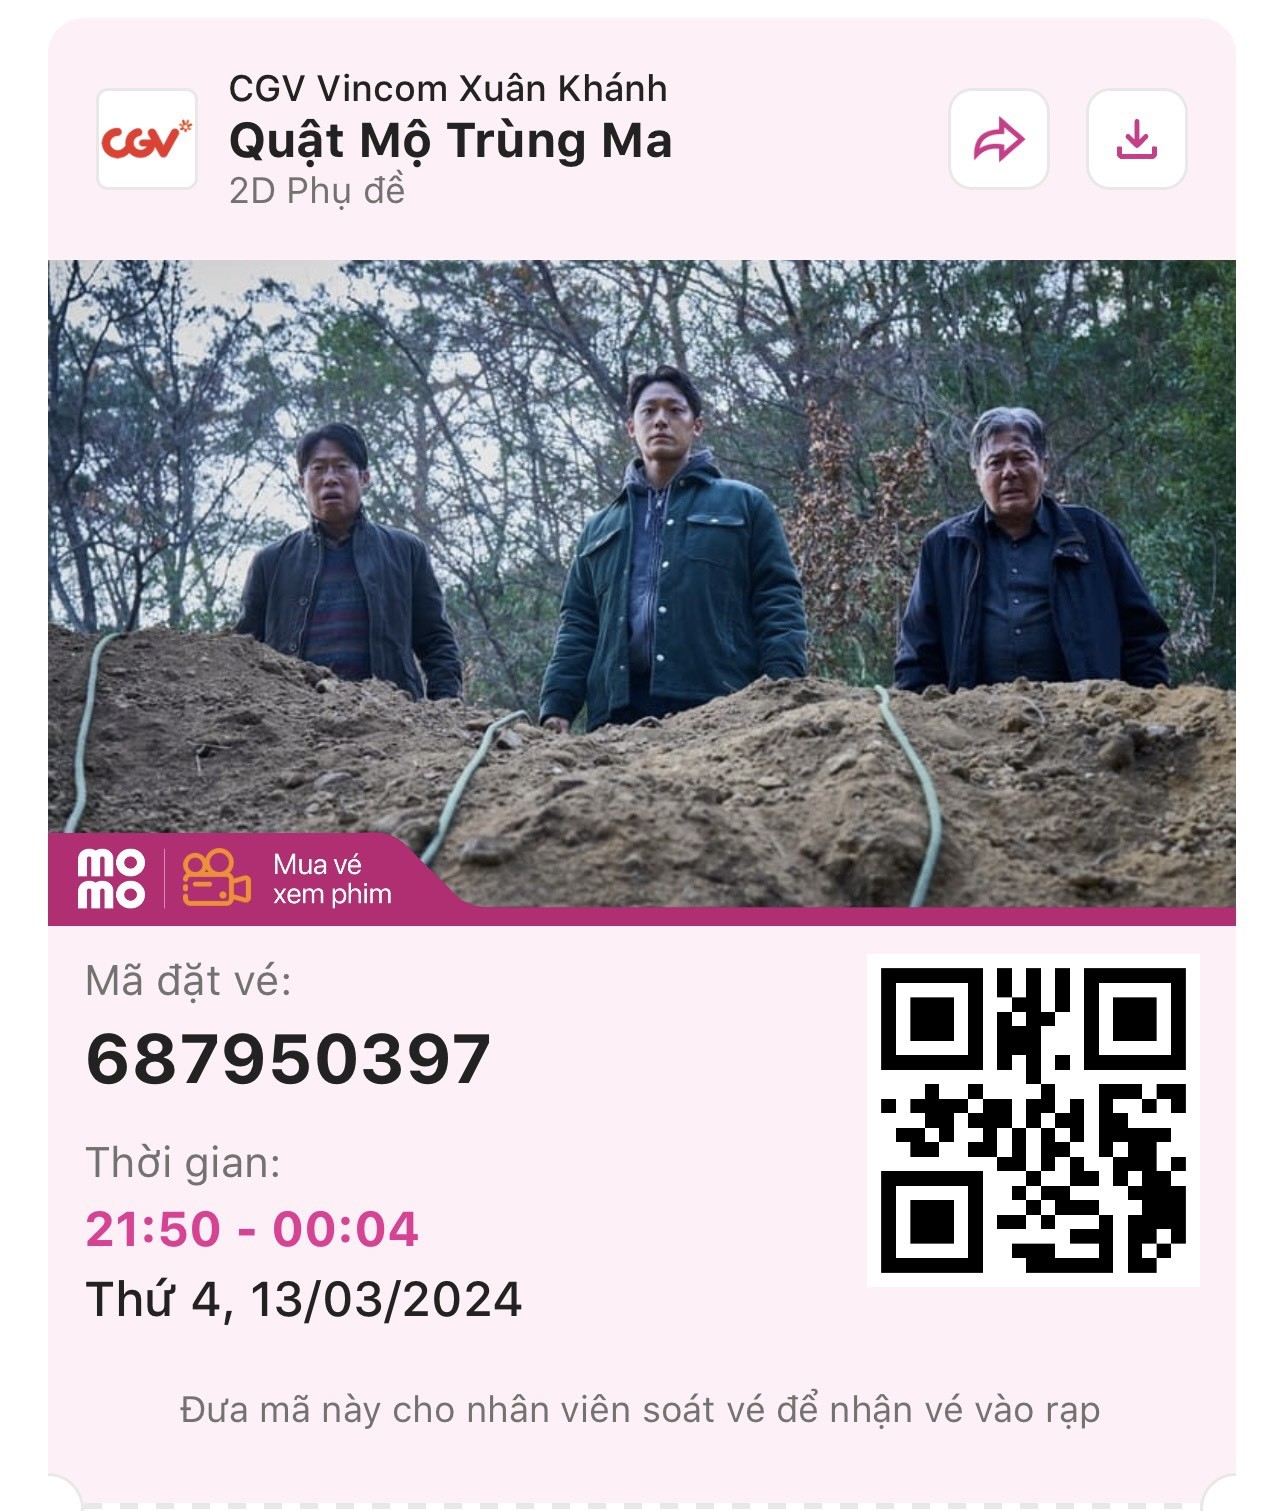 CGV Vincom Xuân Khánh
CGV*
Quật Mộ Trùng Ma
2D Phụ đề
mo
mo
Mua vé
xem phim
Mã đặt vé:
687950397
Thời gian:
21:50 - 00:04
Thứ 4, 13/03/2024
Đưa mã này cho nhân viên soát vé để nhận vé vào rạp